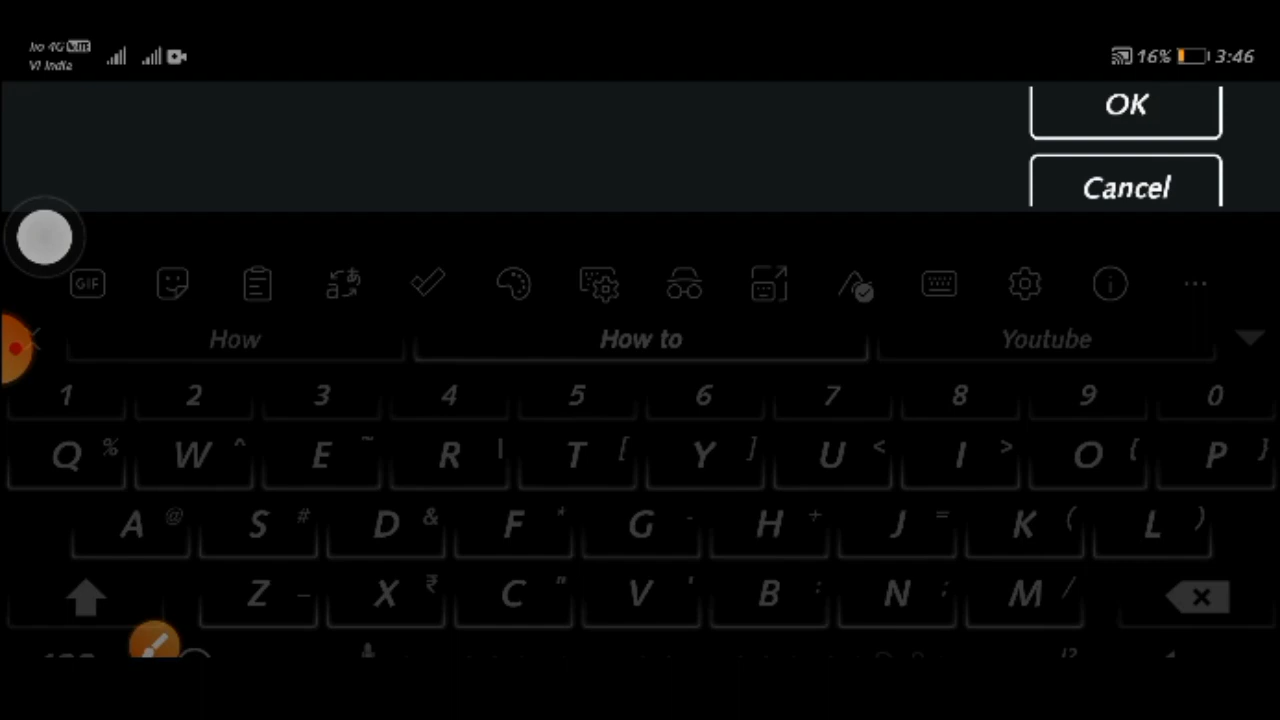 Jio 4G VoLTE
Vi India
16% 3:46
OK
Cancel
GIF
How How to Youtube
1 2 3 4 5 6 7 8 9 0
Q % W ^ E ~ R | T [ Y ] U < I > O { P }
A @ S # D & F * G - H + J = K ( L )
Z _ X ₹ C " V ' B : N ; M /
!?